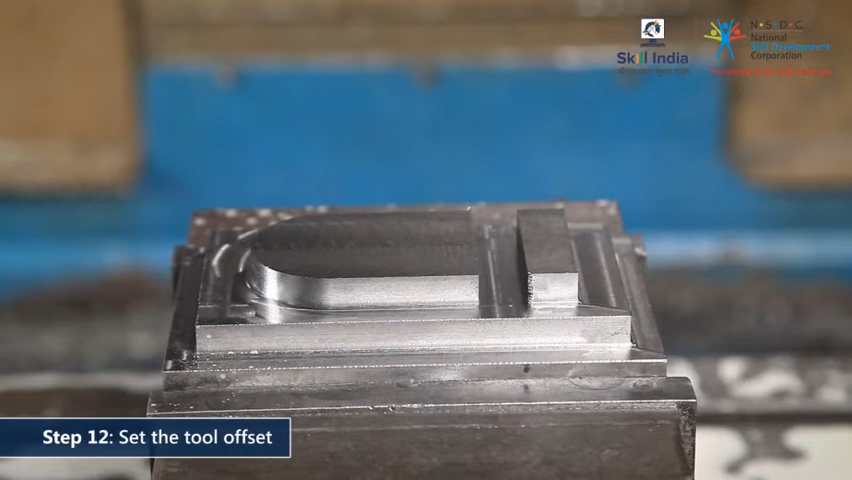 Skill India
N·S·D·C
National
Skill Development
Corporation
Step 12: Set the tool offset